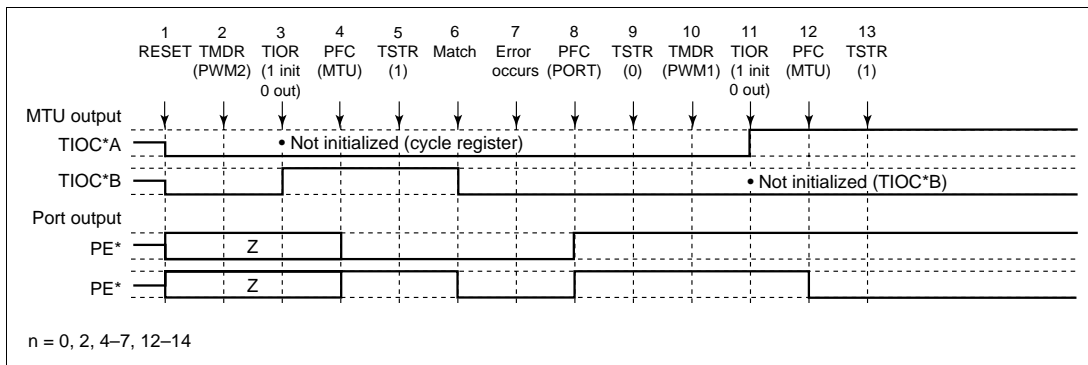 1 2 3 4 5 6 7 8 9 10 11 12 13
RESET TMDR TIOR PFC TSTR Match Error PFC TSTR TMDR TIOR PFC TSTR
(PWM2) (1 init (MTU) (1) occurs (PORT) (0) (PWM1) (1 init (MTU) (1)
0 out) 0 out)
MTU output
TIOC*A • Not initialized (cycle register)
TIOC*B • Not initialized (TIOC*B)
Port output
PE* Z
PE* Z
n = 0, 2, 4–7, 12–14